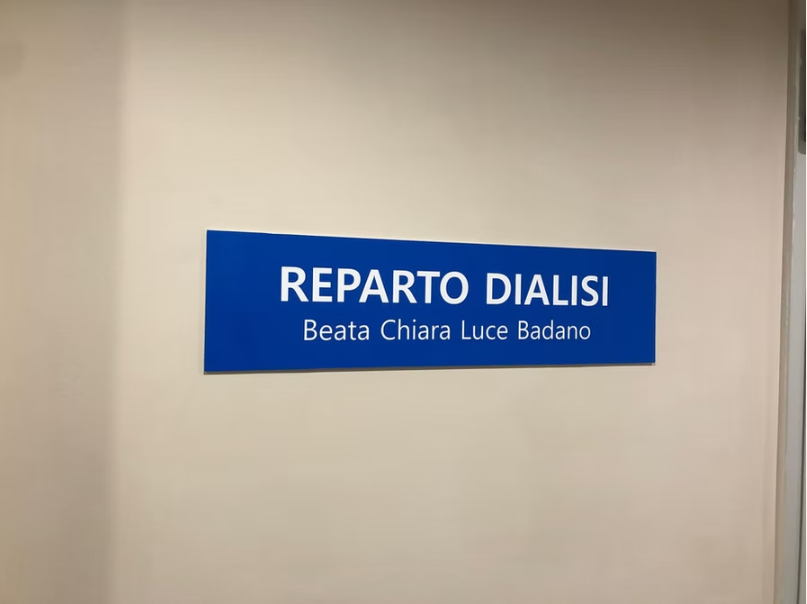 REPARTO DIALISI
Beata Chiara Luce Badano